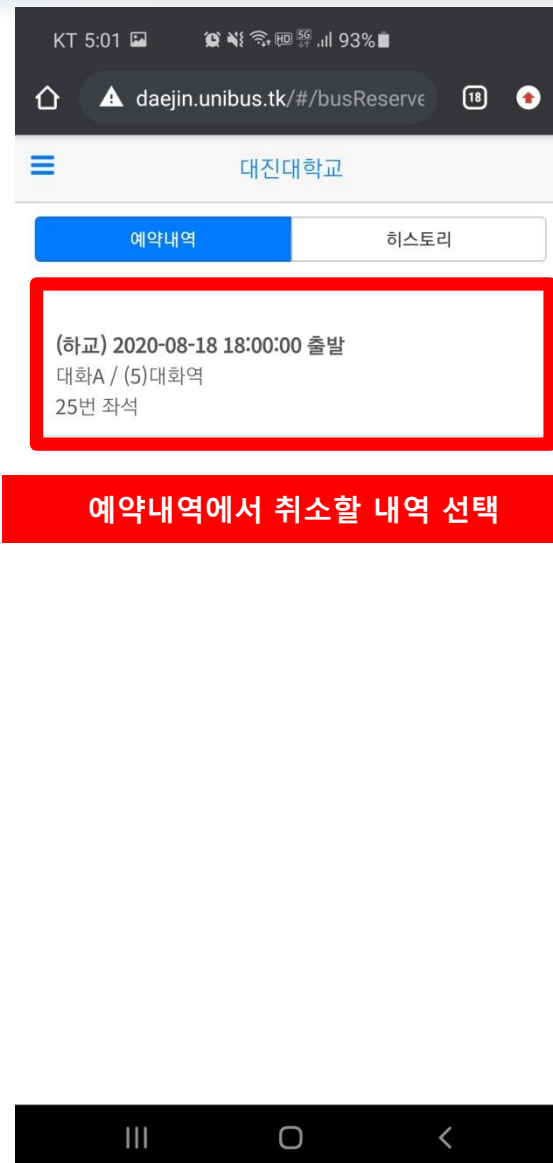 KT 5:01 HD 5G 93%
daejin.unibus.tk/#/busReserve 18
대진대학교
예약내역 히스토리
(하교) 2020-08-18 18:00:00 출발
대화A / (5)대화역
25번 좌석
예약내역에서 취소할 내역 선택